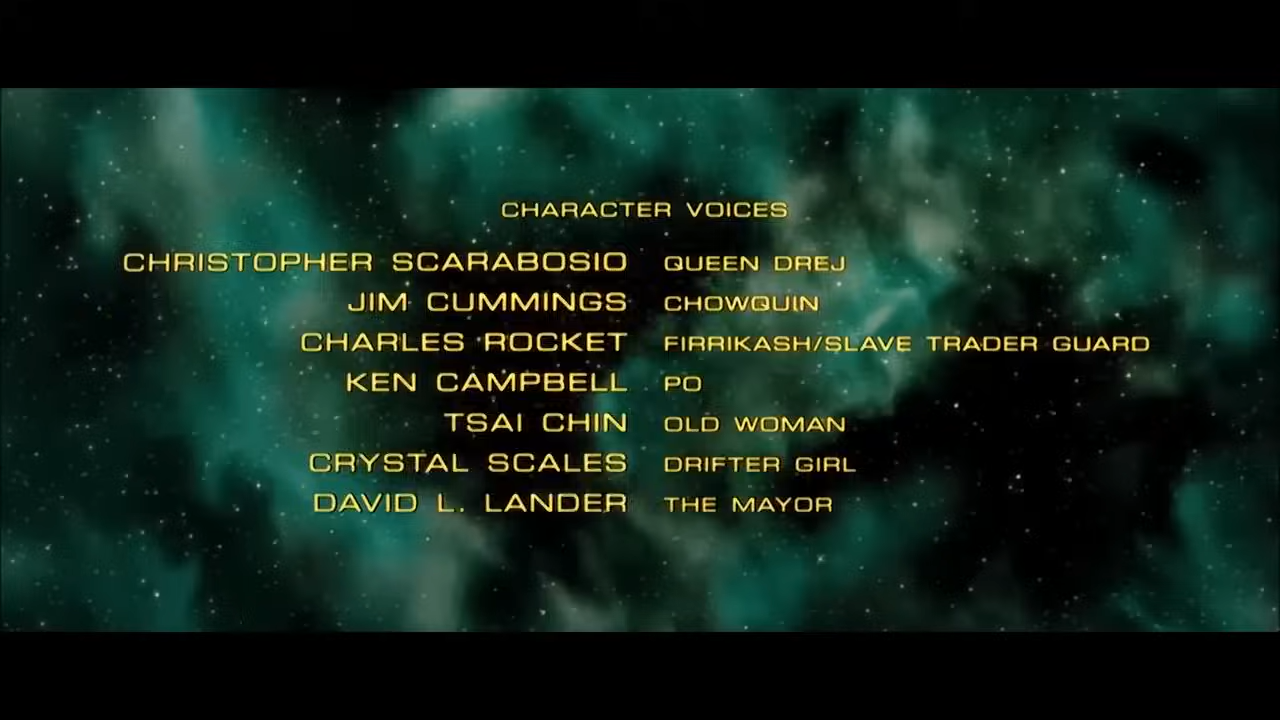 CHARACTER VOICES
CHRISTOPHER SCARABOSIO QUEEN DREJ
JIM CUMMINGS CHOWQUIN
CHARLES ROCKET FIRRIKASH/SLAVE TRADER GUARD
KEN CAMPBELL PO
TSAI CHIN OLD WOMAN
CRYSTAL SCALES DRIFTER GIRL
DAVID L. LANDER THE MAYOR